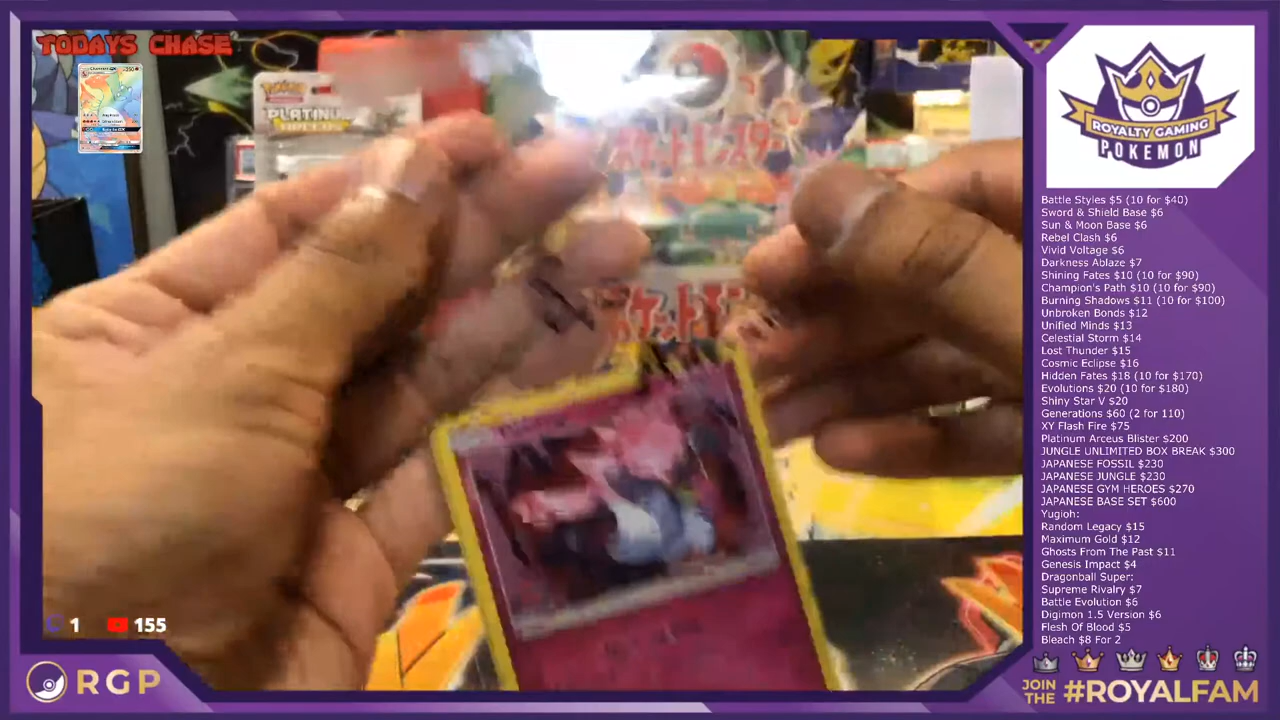 TODAYS CHASE
PLATINUM
ROYALTY GAMING
POKEMON
Battle Styles $5 (10 for $40)
Sword & Shield Base $6
Sun & Moon Base $6
Rebel Clash $6
Vivid Voltage $6
Darkness Ablaze $7
Shining Fates $10 (10 for $90)
Champion's Path $10 (10 for $90)
Burning Shadows $11 (10 for $100)
Unbroken Bonds $12
Unified Minds $13
Celestial Storm $14
Lost Thunder $15
Cosmic Eclipse $16
Hidden Fates $18 (10 for $170)
Evolutions $20 (10 for $180)
Shiny Star V $20
Generations $60 (2 for 110)
XY Flash Fire $75
Platinum Arceus Blister $200
JUNGLE UNLIMITED BOX BREAK $300
JAPANESE FOSSIL $230
JAPANESE JUNGLE $230
JAPANESE GYM HEROES $270
JAPANESE BASE SET $600
Yugioh:
Random Legacy $15
Maximum Gold $12
Ghosts From The Past $11
Genesis Impact $4
Dragonball Super:
Supreme Rivalry $7
Battle Evolution $6
Digimon 1.5 Version $6
Flesh Of Blood $5
Bleach $8 For 2
1 155
RGP
JOIN THE #ROYALFAM